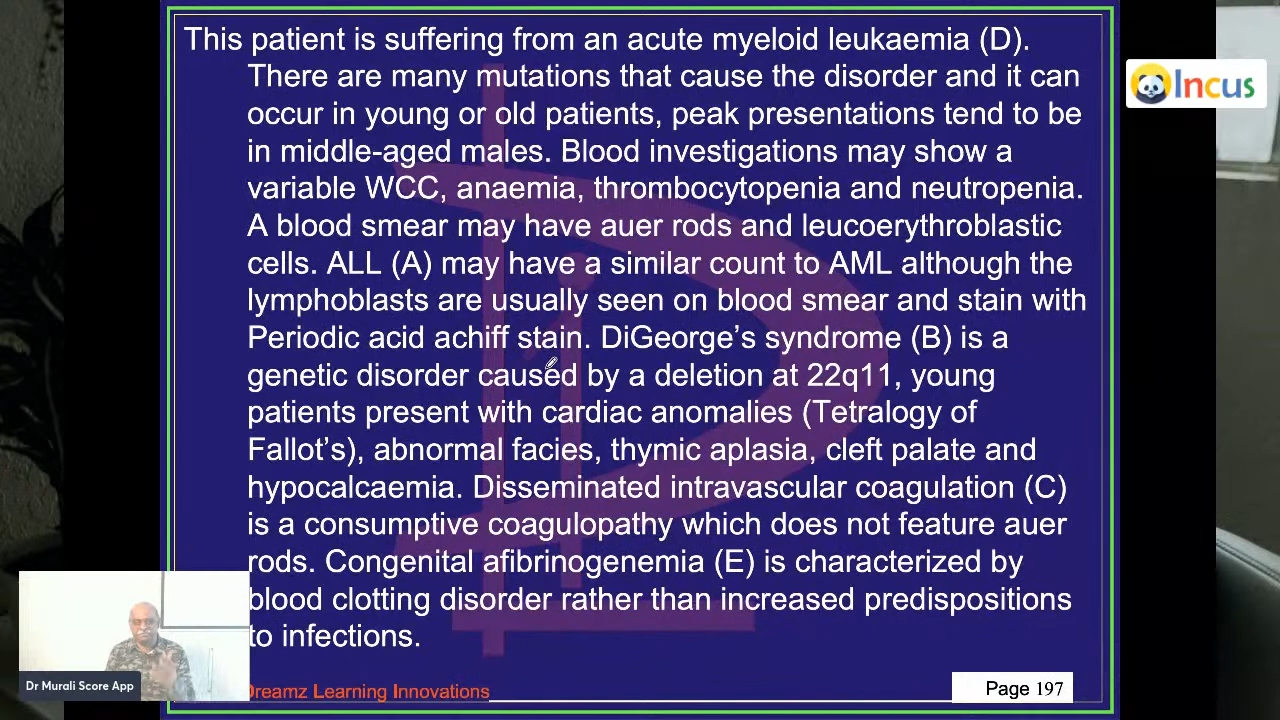 This patient is suffering from an acute myeloid leukaemia (D).
There are many mutations that cause the disorder and it can
occur in young or old patients, peak presentations tend to be
in middle-aged males. Blood investigations may show a
variable WCC, anaemia, thrombocytopenia and neutropenia.
A blood smear may have auer rods and leucoerythroblastic
cells. ALL (A) may have a similar count to AML although the
lymphoblasts are usually seen on blood smear and stain with
Periodic acid achiff stain. DiGeorge's syndrome (B) is a
genetic disorder caused by a deletion at 22q11, young
patients present with cardiac anomalies (Tetralogy of
Fallot's), abnormal facies, thymic aplasia, cleft palate and
hypocalcaemia. Disseminated intravascular coagulation (C)
is a consumptive coagulopathy which does not feature auer
rods. Congenital afibrinogenemia (E) is characterized by
blood clotting disorder rather than increased predispositions
to infections.
Incus
Dr Murali Score App
Dreamz Learning Innovations
Page 197